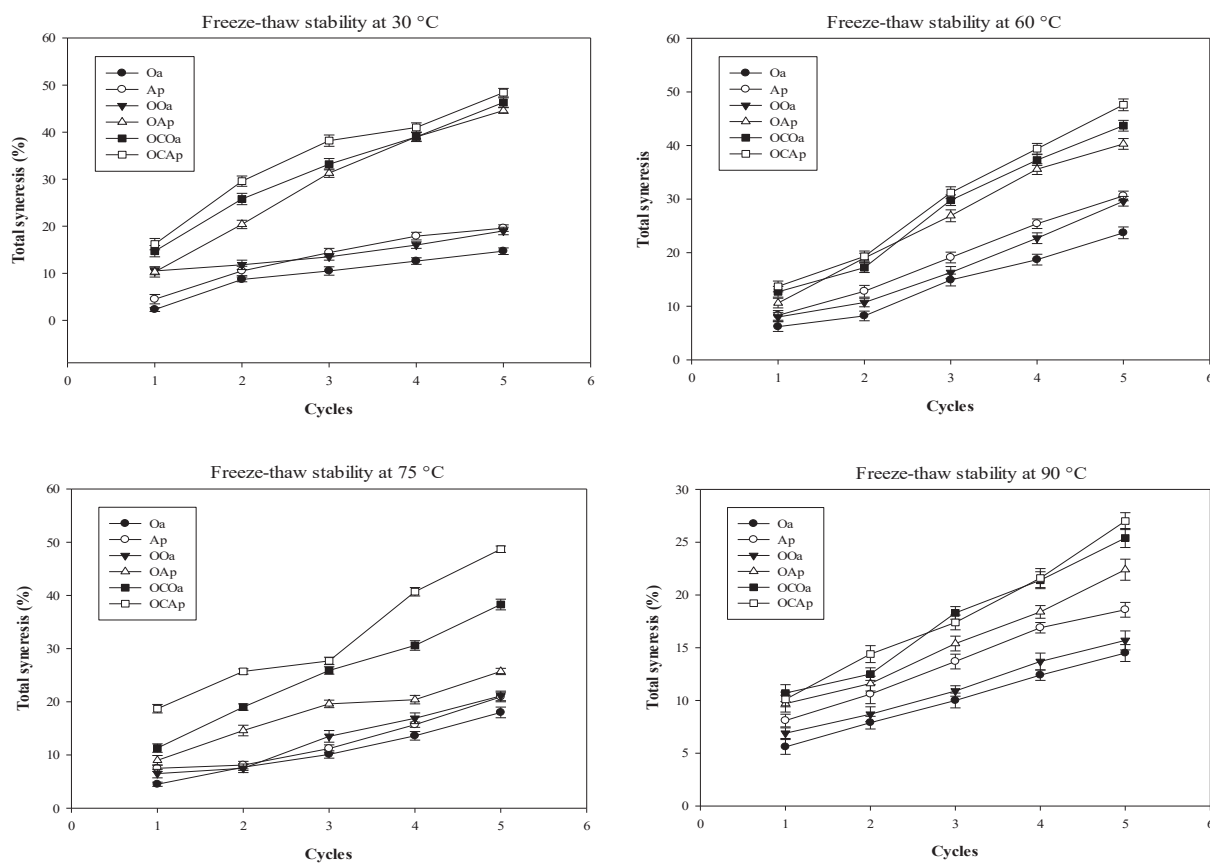 Freeze-thaw stability at 30 °C
Total syneresis (%)
60
50
40
30
20
10
0
Oa
Ap
OOa
OAp
OCOa
OCAp
0 1 2 3 4 5 6
Cycles
Freeze-thaw stability at 60 °C
Total syneresis
60
50
40
30
20
10
0
Oa
Ap
OOa
OAp
OCOa
OCAp
0 1 2 3 4 5 6
Cycles
Freeze-thaw stability at 75 °C
Total syneresis (%)
60
50
40
30
20
10
0
Oa
Ap
OOa
OAp
OCOa
OCAp
0 1 2 3 4 5 6
Cycles
Freeze-thaw stability at 90 °C
Total syneresis (%)
30
25
20
15
10
5
0
Oa
Ap
OOa
OAp
OCOa
OCAp
0 1 2 3 4 5 6
Cycles